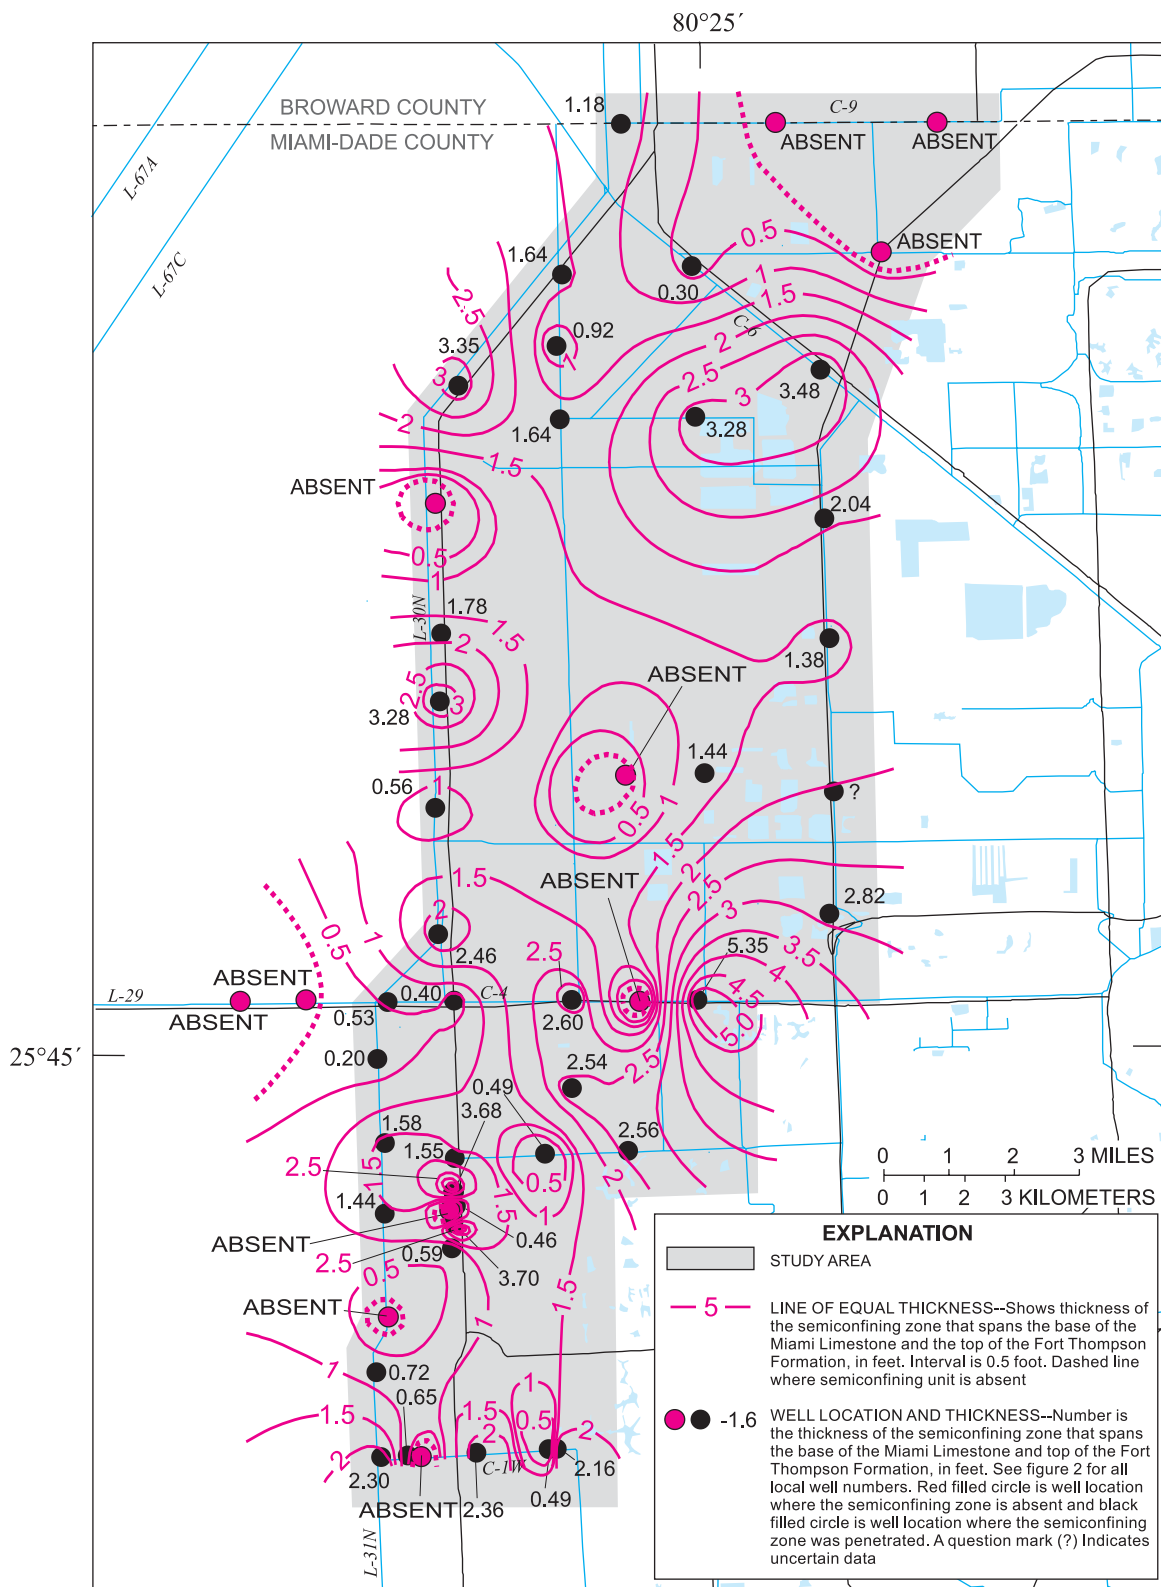 80°25´
BROWARD COUNTY
MIAMI-DADE COUNTY
1.18
C-9
ABSENT
ABSENT
L-67A
L-67C
ABSENT
0.5
1.64
0.30
1
1.5
2.5
C-6
2
0.92
1
3.35
3
2.5
3
3.48
2
1.64
3.28
1.5
ABSENT
2.04
0.5
1
L-30N
1.78
1.5
2
1.38
ABSENT
2.5
3
3.28
1.44
0.56
1
?
1
0.5
1.5
1.5
2
ABSENT
2.5
2
2.82
3
0.5
1
3.5
2.46
5.35
4
ABSENT
2.5
4.5
L-29
0.40
C-4
ABSENT
0.53
2.60
5.0
25°45´
0.20
2.54
2.5
0.49
3.68
1.58
1.55
2.56
2.5
1.5
0.5
2
1.44
1.5
1
ABSENT
0.46
0.59
2.5
3.70
0.5
1.5
ABSENT
1
1
0.72
1
0.65
1.5
1.5
0.5
2
2
2
2.30
C-1W
2.16
ABSENT
2.36
0.49
L-31N
0 1 2 3 MILES
0 1 2 3 KILOMETERS
EXPLANATION
STUDY AREA
5
LINE OF EQUAL THICKNESS--Shows thickness of
the semiconfining zone that spans the base of the
Miami Limestone and the top of the Fort Thompson
Formation, in feet. Interval is 0.5 foot. Dashed line
where semiconfining unit is absent
-1.6
WELL LOCATION AND THICKNESS--Number is
the thickness of the semiconfining zone that spans
the base of the Miami Limestone and top of the Fort
Thompson Formation, in feet. See figure 2 for all
local well numbers. Red filled circle is well location
where the semiconfining zone is absent and black
filled circle is well location where the semiconfining
zone was penetrated. A question mark (?) Indicates
uncertain data